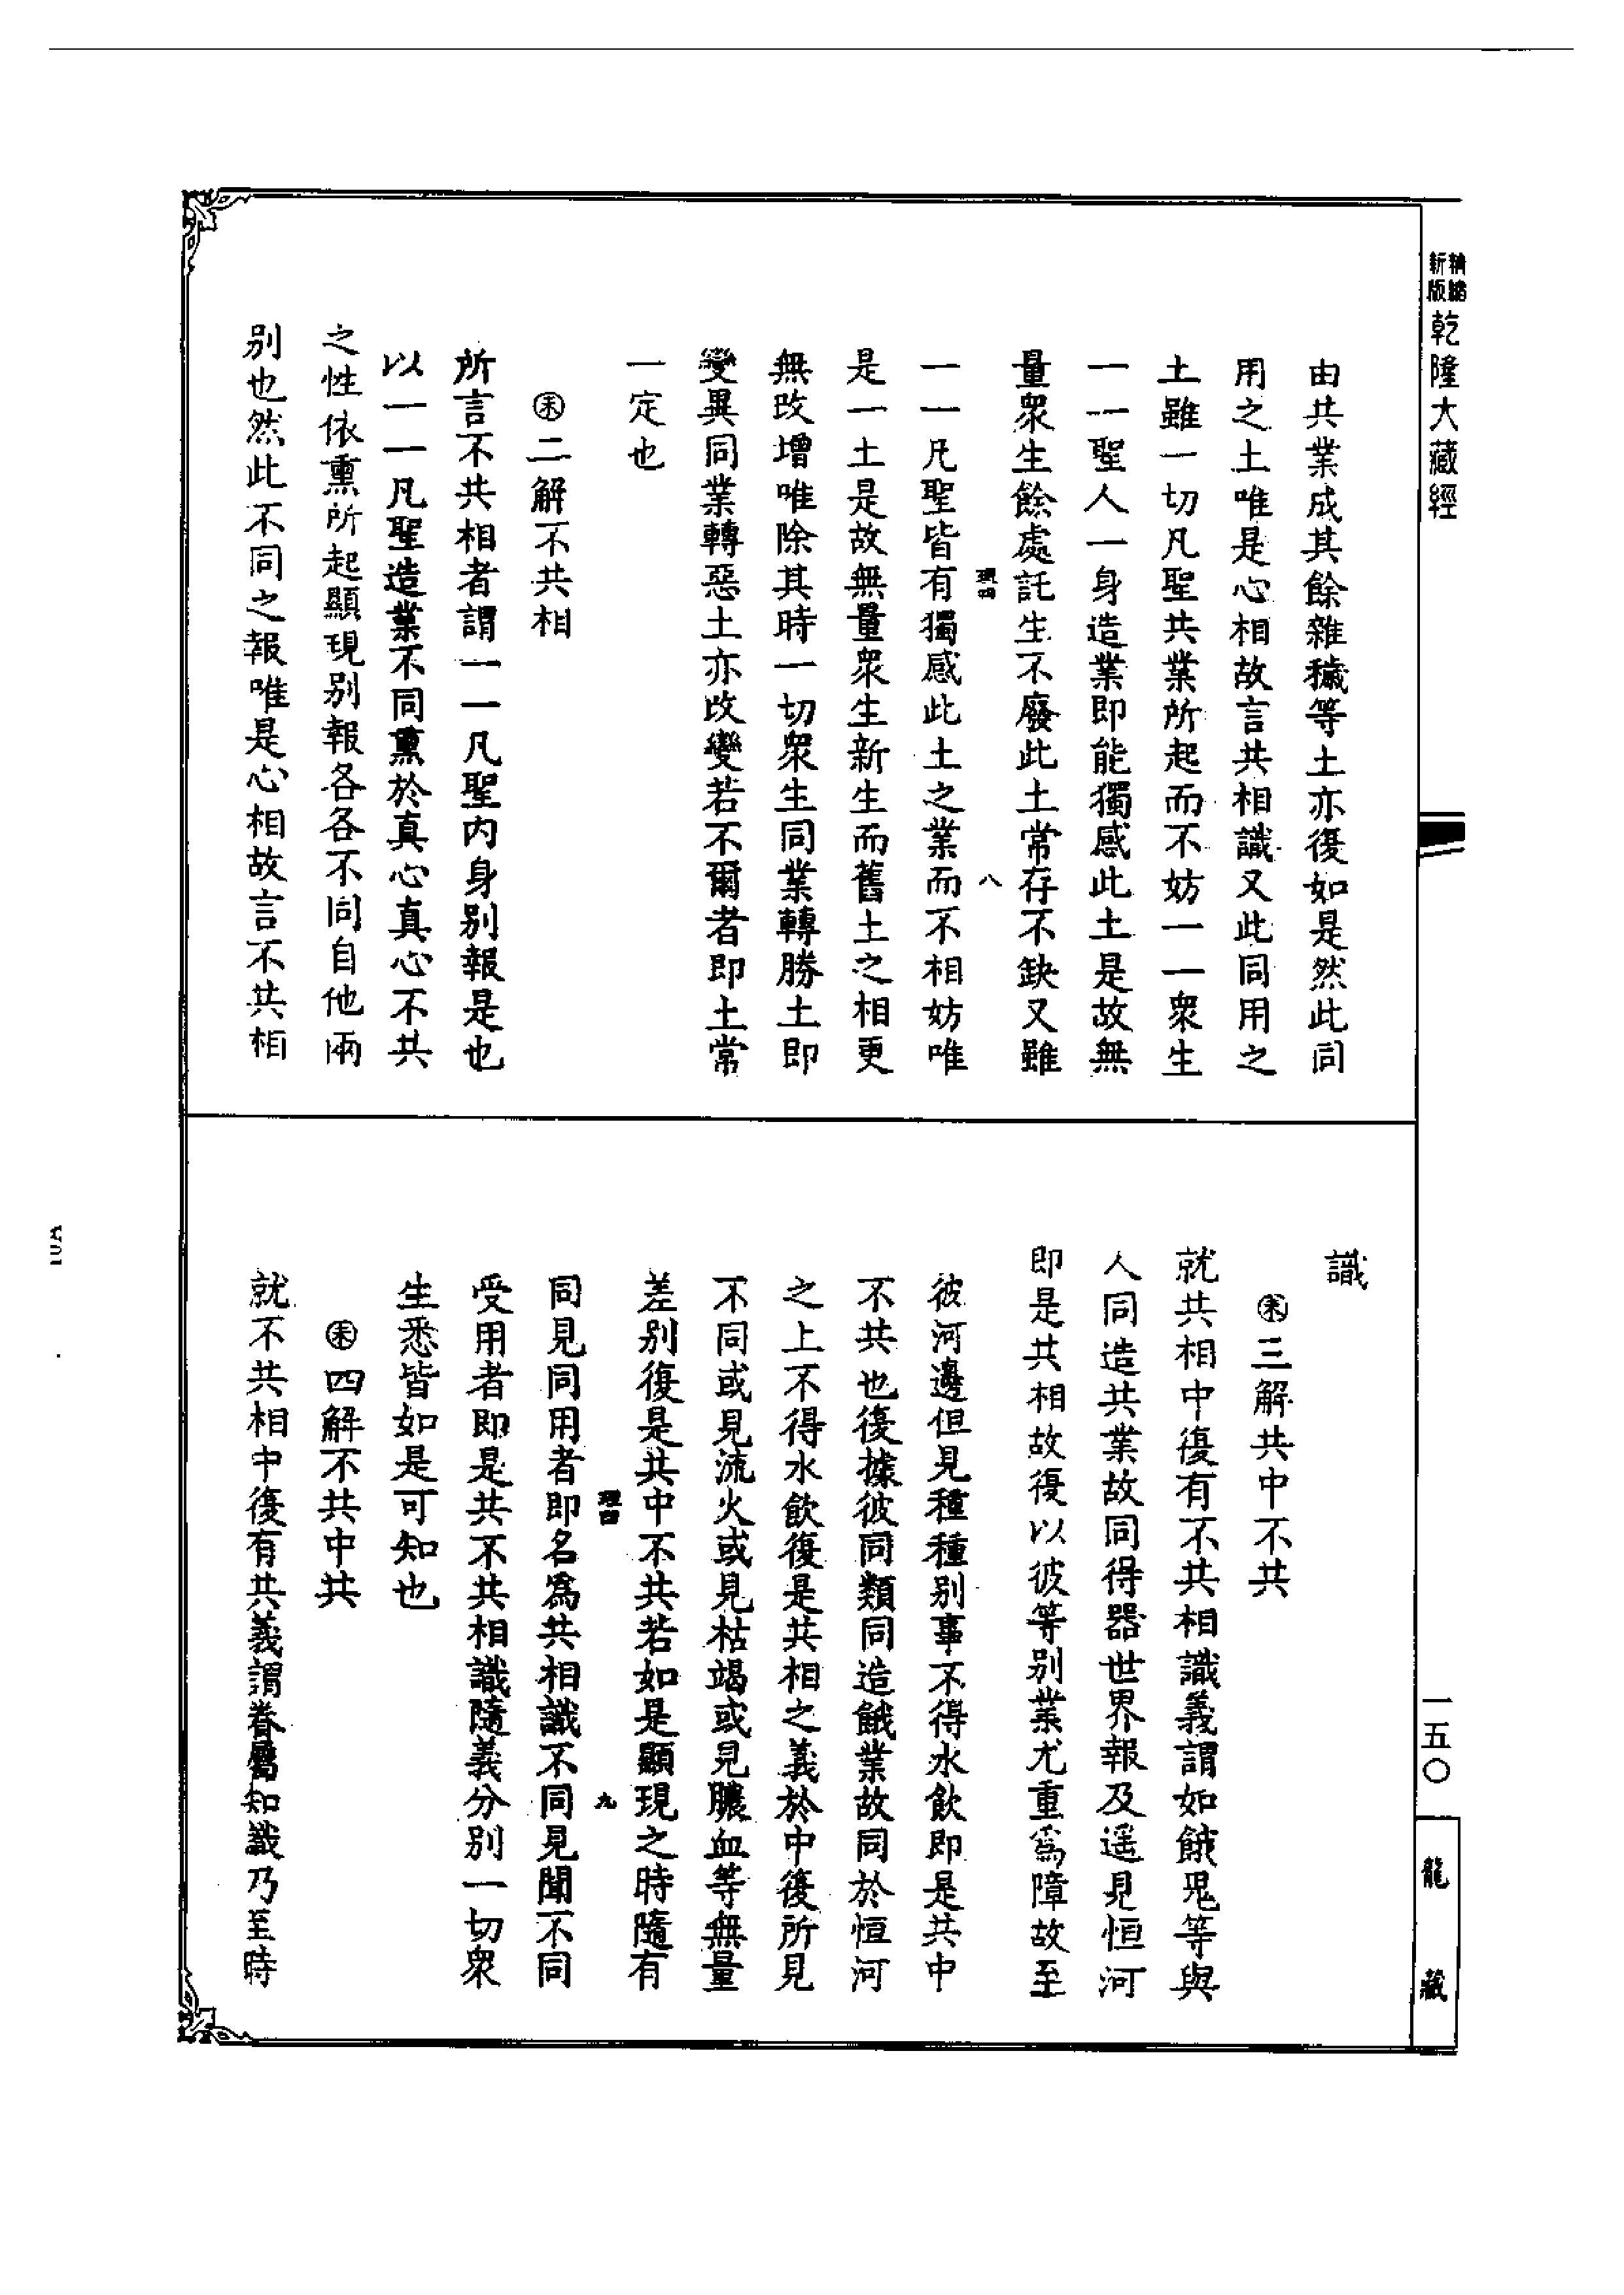 精縮
新版
乾隆大藏經
一五〇
龍藏
由共業成其餘雜穢等土亦復如是然此同
用之土唯是心相故言共相識又此同用之
土雖一切凡聖共業所起而不妨一一衆生
一一聖人一身造業即能獨感此土是故無
量衆生餘處託生不廢此土常存不缺又雖
理四
八
一一凡聖皆有獨感此土之業而不相妨唯
是一土是故無量衆生新生而舊土之相更
無改增唯除其時一切衆生同業轉勝土即
變異同業轉惡土亦改變若不爾者即土常
一定也
㊍二解不共相
所言不共相者謂一一凡聖内身别報是也
以一一凡聖造業不同熏於真心真心不共
之性依熏所起顯現别報各各不同自他兩
别也然此不同之報唯是心相故言不共相
識
㊍三解共中不共
就共相中復有不共相識義謂如餓鬼等與
人同造共業故同得器世界報及遥見恒河
即是共相故復以彼等别業尤重爲障故至
彼河邊但見種種别事不得水飲即是共中
不共也復據彼同類同造餓業故同於恒河
之上不得水飲復是共相之義於中復所見
不同或見流火或見枯竭或見膿血等無量
差别復是共中不共若如是顯現之時隨有
理四
九
同見同用者即名爲共相識不同見聞不同
受用者即是共不共相識隨義分别一切衆
生悉皆如是可知也
㊍四解不共中共
就不共相中復有共義謂眷屬知識乃至時